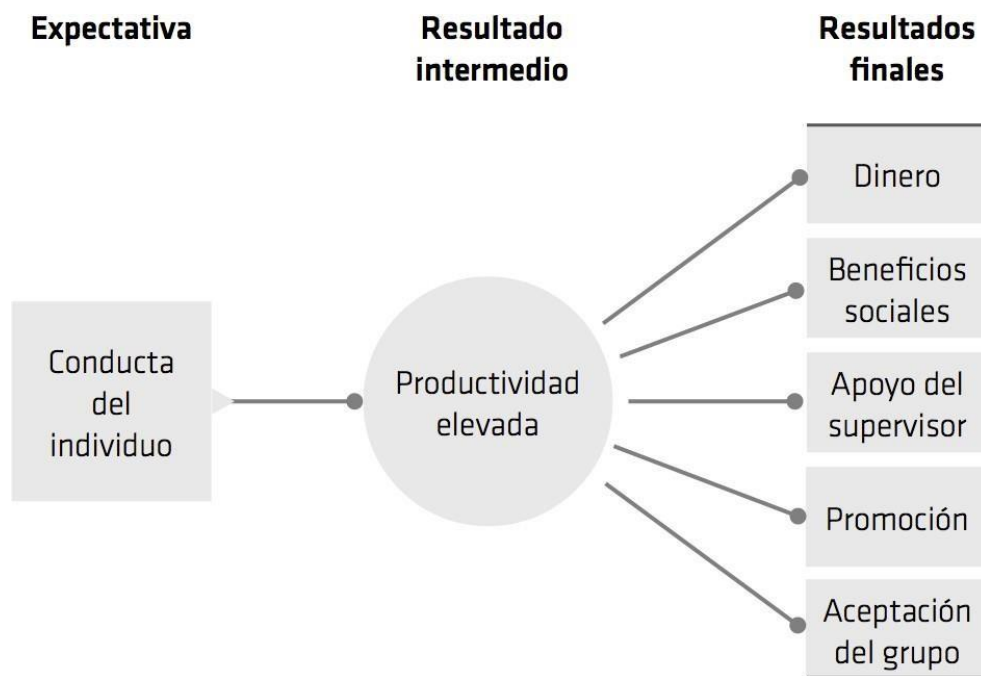 Expectativa
Resultado
intermedio
Resultados
finales
Conducta
del
individuo
Productividad
elevada
Dinero
Beneficios
sociales
Apoyo del
supervisor
Promoción
Aceptación
del grupo